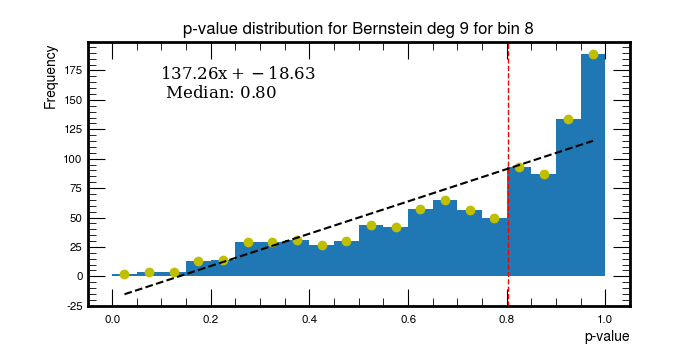 p-value distribution for Bernstein deg 9 for bin 8
Frequency
137.26x + −18.63
Median: 0.80
175
150
125
100
75
50
25
0
-25
0.0 0.2 0.4 0.6 0.8 1.0
p-value